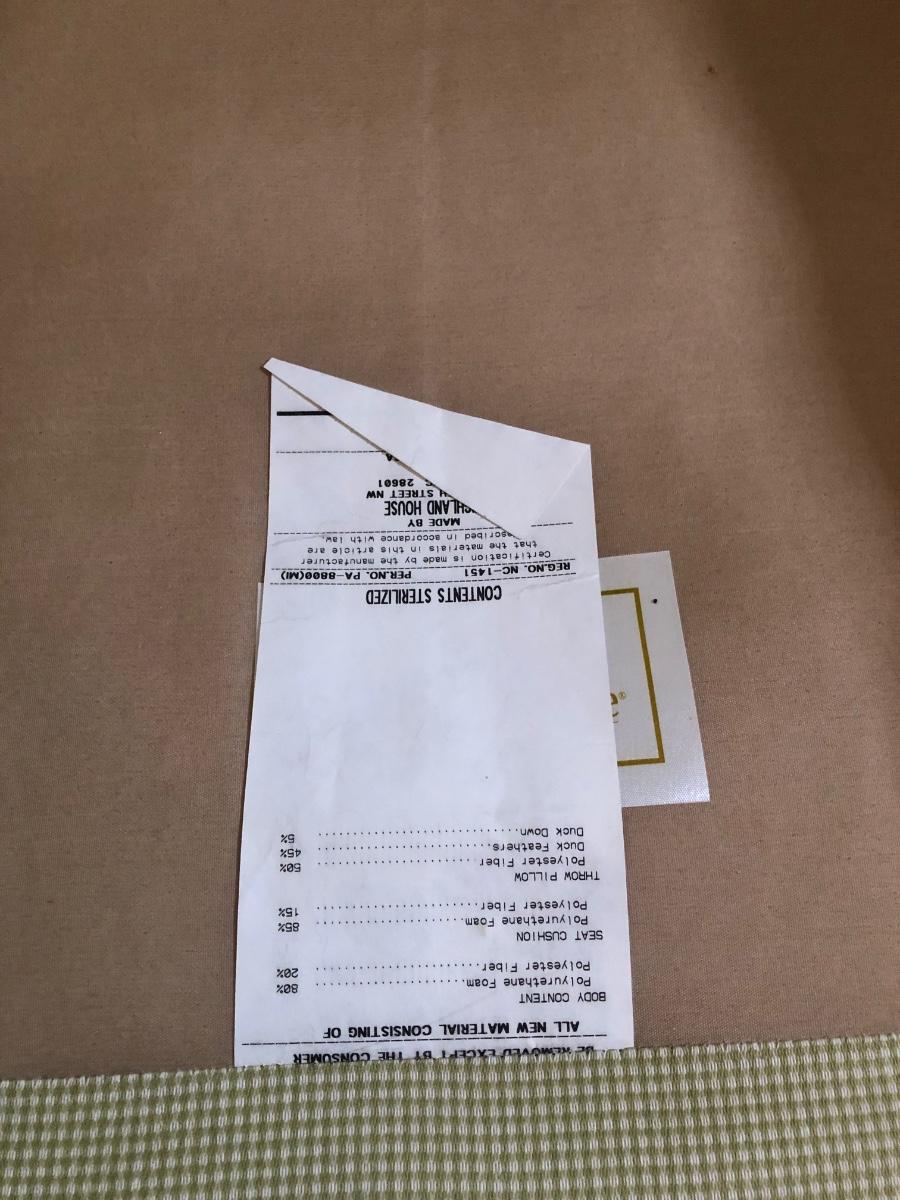 BE REMOVED EXCEPT BY THE CONSUMER
ALL NEW MATERIAL CONSISTING OF
BODY CONTENT
Polyurethane Foam.................... 80%
Polyester Fiber...................... 20%
SEAT CUSHION
Polyurethane Foam.................... 85%
Polyester Fiber...................... 15%
THROW PILLOW
Polyester Fiber...................... 50%
Duck Feathers........................ 45%
Duck Down............................ 5%
CONTENTS STERILIZED
REG.NO. NC-1451 PER.NO. PA-8800(MI)
Certification is made by the manufacturer
that the materials in this article are
in accordance with law.
MADE BY
HOUSE
STREET NW
28601
e®